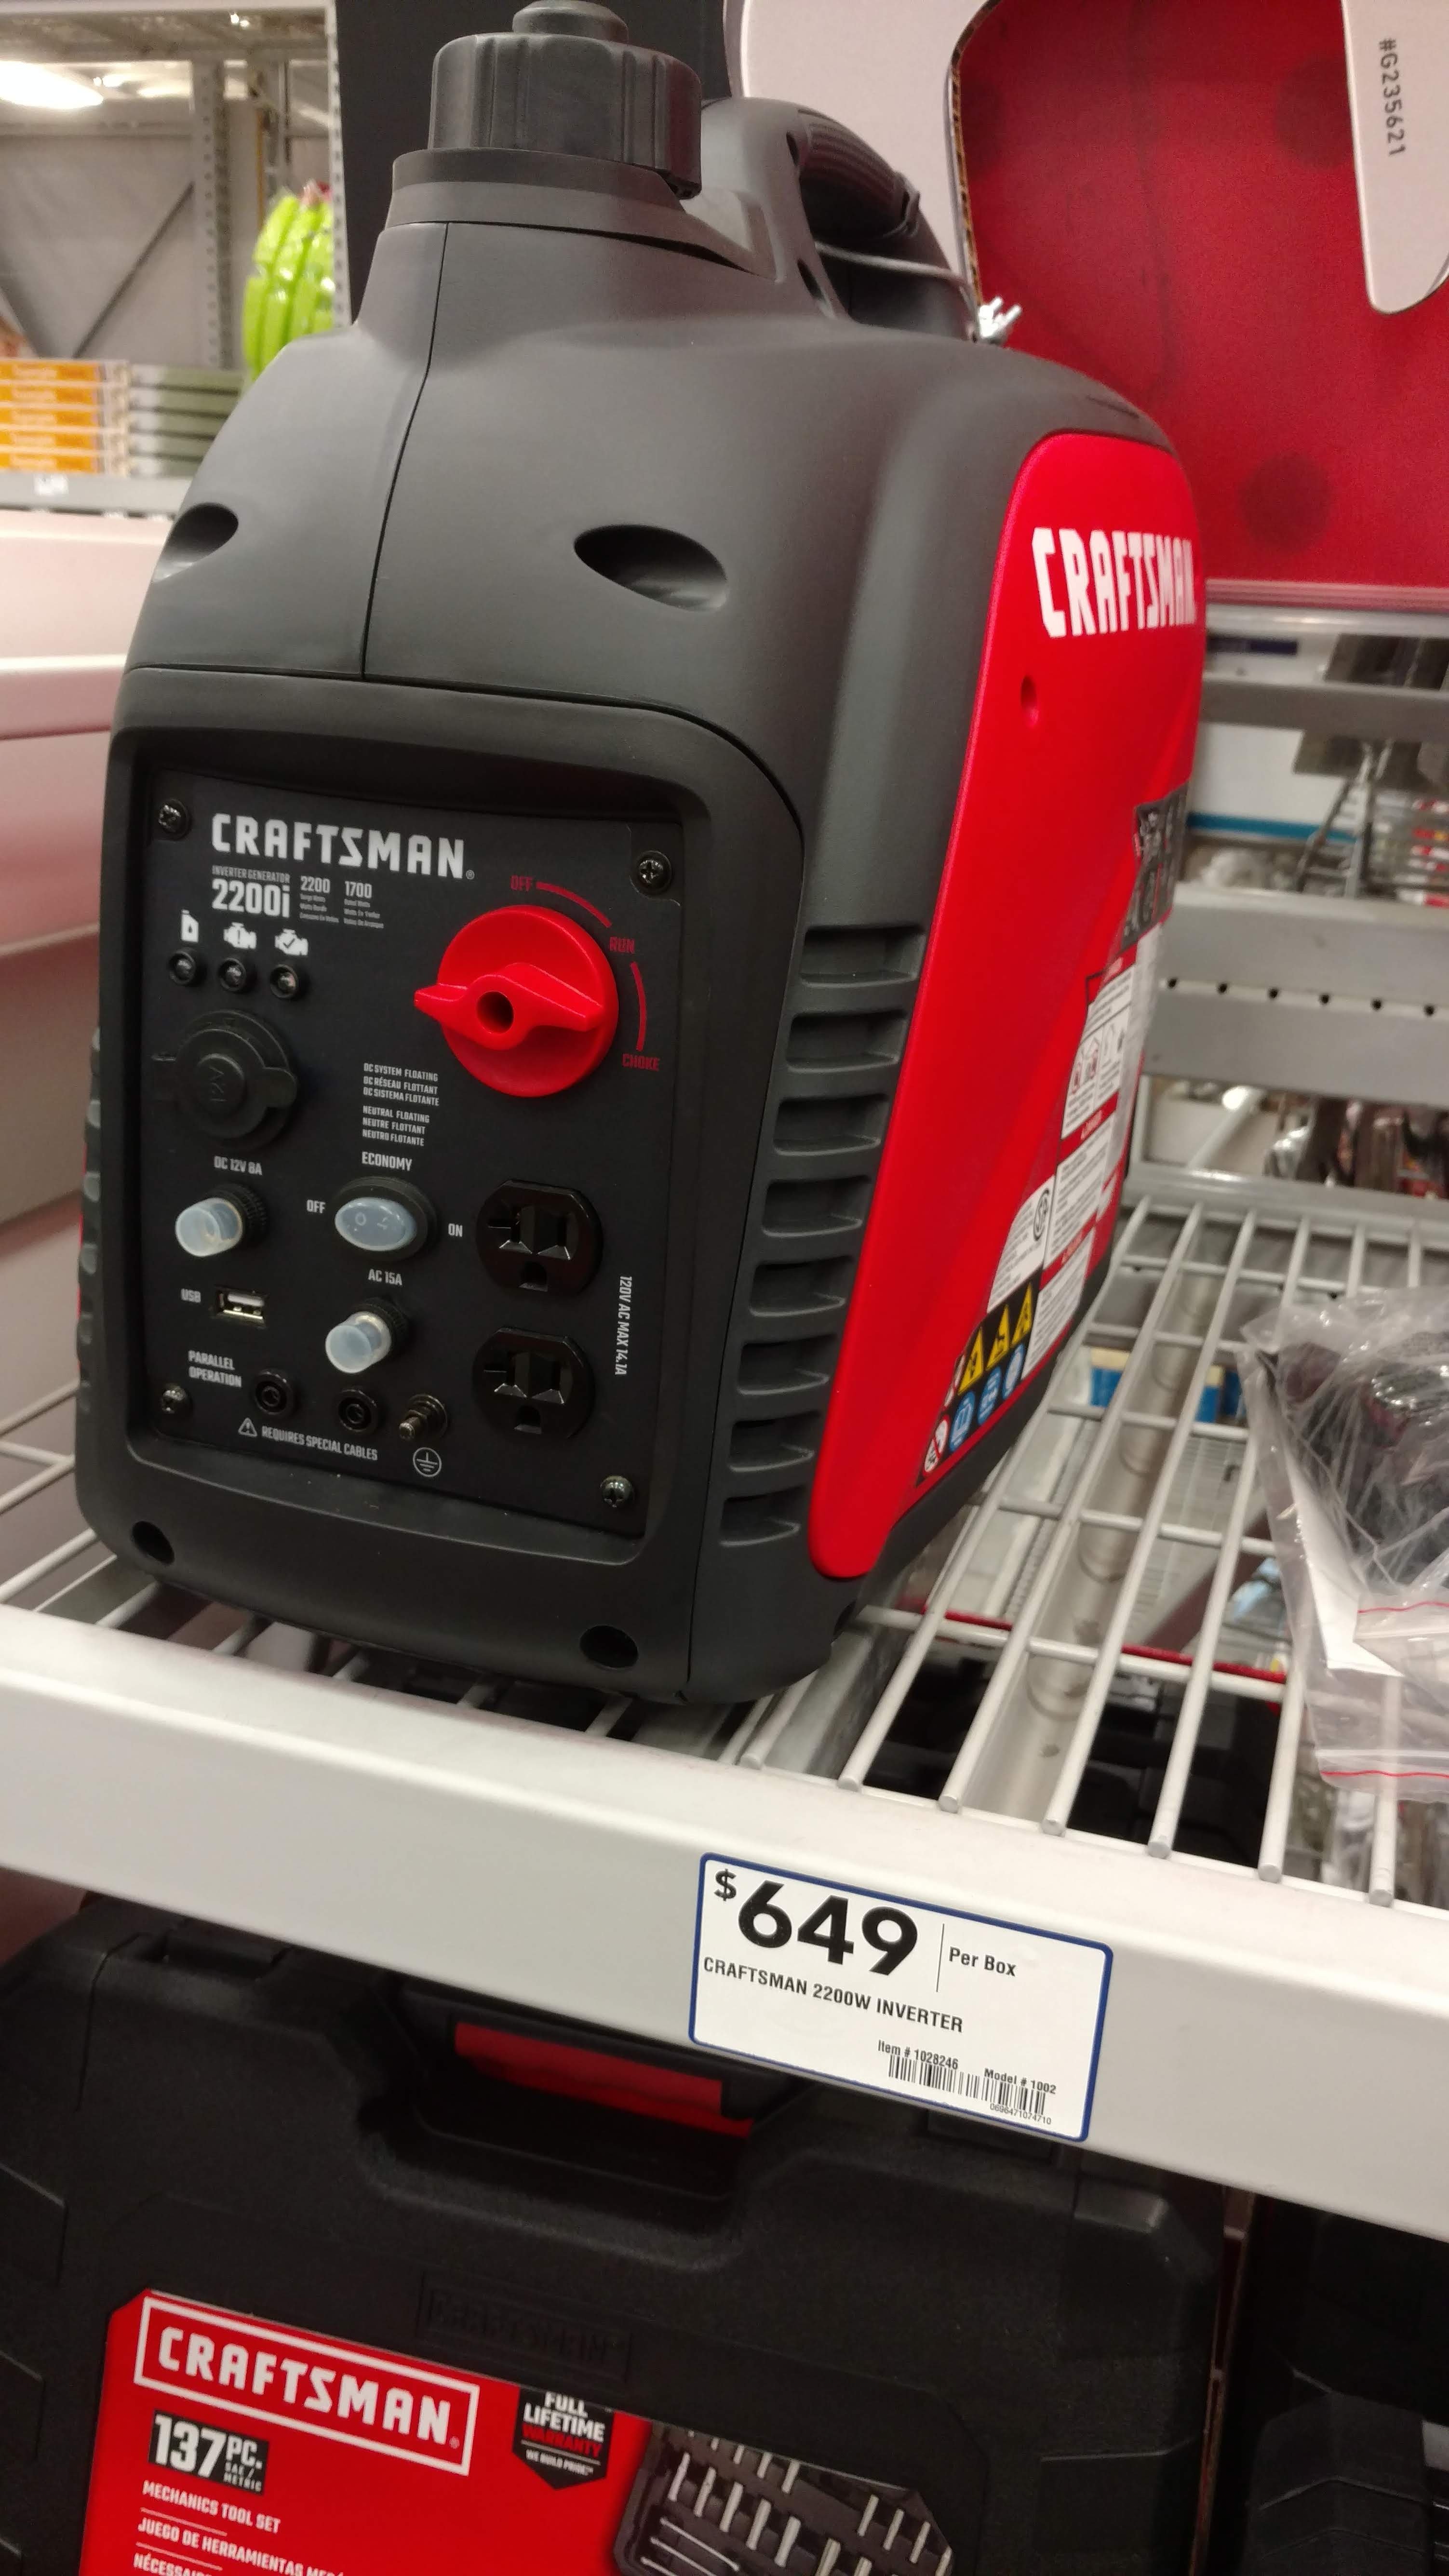 #G235621
CRAFTSMAN
CRAFTSMAN®
INVERTER GENERATOR
2200i
2200
1700
OFF
RUN
CHOKE
DC SYSTEM FLOATING
DC RÉSEAU FLOTTANT
DC SISTEMA FLOTANTE
NEUTRAL FLOATING
NEUTRE FLOTTANT
NEUTRO FLOTANTE
DC 12V 8A
ECONOMY
OFF
ON
USB
AC 15A
120V AC MAX 14.1A
PARALLEL
OPERATION
REQUIRES SPECIAL CABLES
$649
Per Box
CRAFTSMAN 2200W INVERTER
Item # 1028246
Model # 1002
CRAFTSMAN®
137 PC.
SAE /
METRIC
FULL
LIFETIME
WARRANTY
WE BUILD PRIDE™
MECHANICS TOOL SET
JUEGO DE HERRAMIENTAS